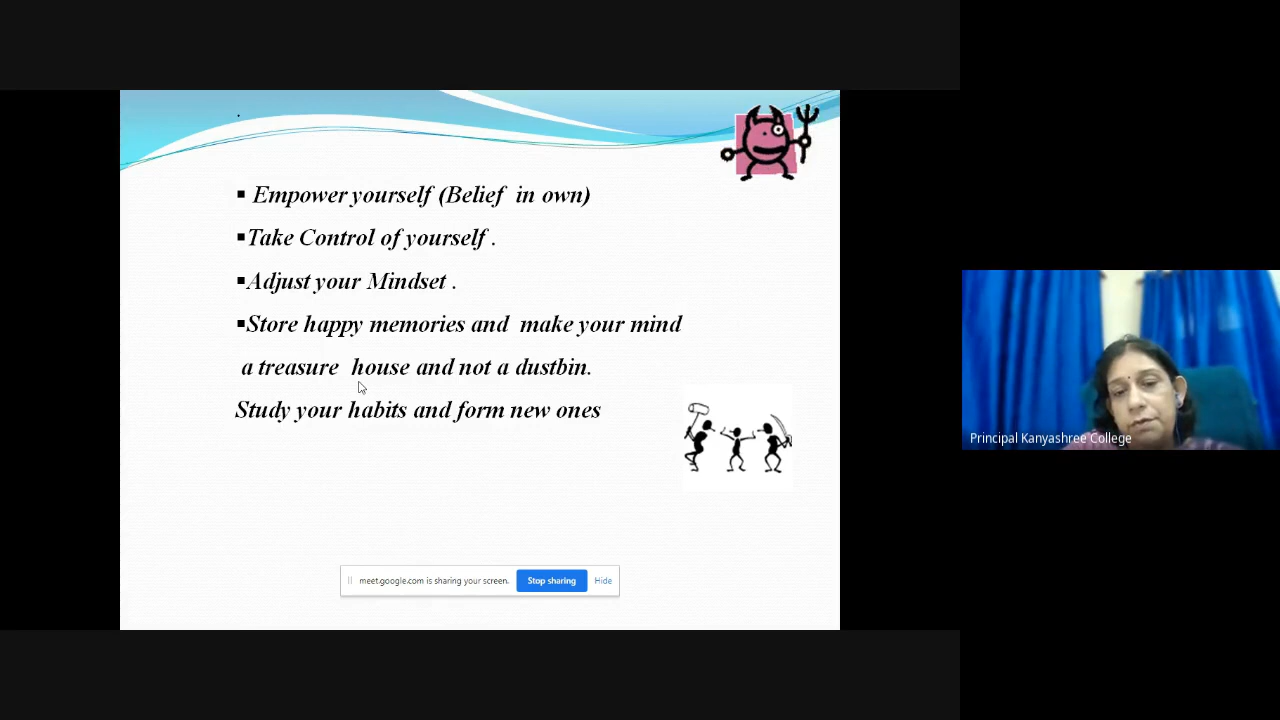 ▪ Empower yourself (Belief in own)
▪Take Control of yourself .
▪Adjust your Mindset .
▪Store happy memories and make your mind
a treasure house and not a dustbin.
Study your habits and form new ones
meet.google.com is sharing your screen. Stop sharing Hide
Principal Kanyashree College